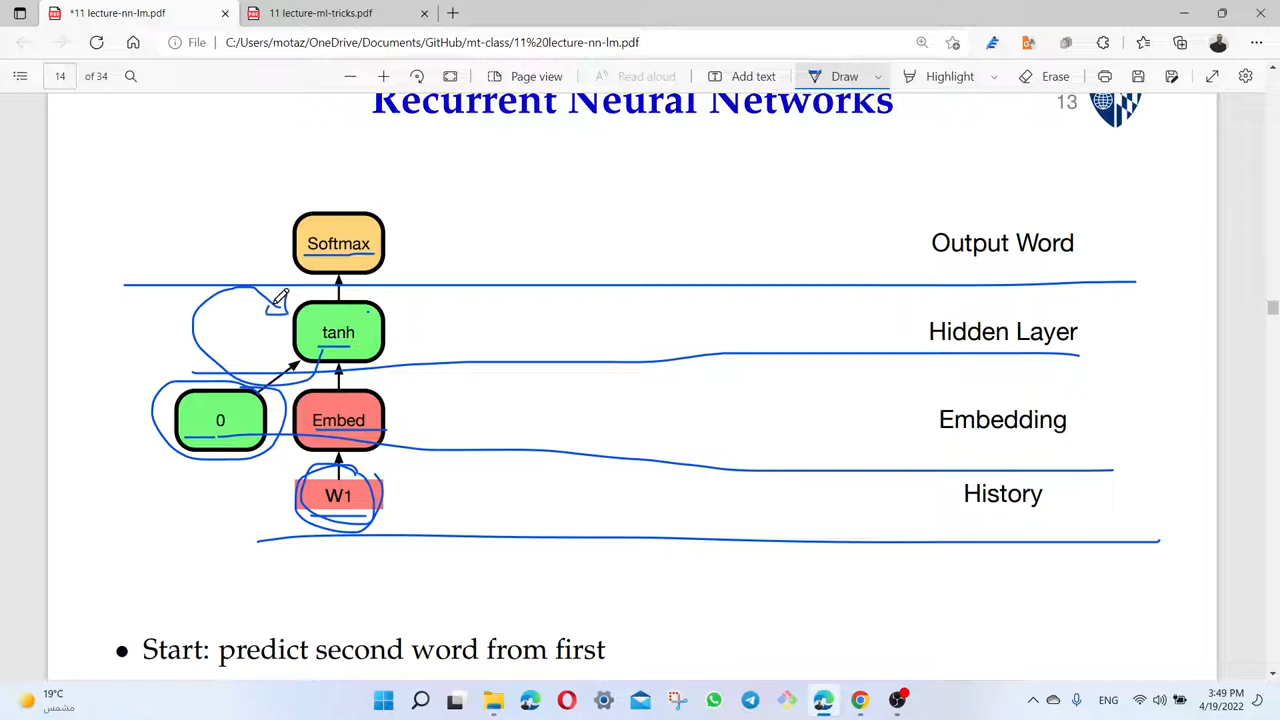 *11 lecture-nn-lm.pdf
11 lecture-ml-tricks.pdf
File
C:/Users/motaz/OneDrive/Documents/GitHub/mt-class/11%20lecture-nn-lm.pdf
14 of 34
Page view
Read aloud
Add text
Draw
Highlight
Erase
Recurrent Neural Networks
13
Softmax
Output Word
tanh
Hidden Layer
0
Embed
Embedding
W1
History
• Start: predict second word from first
19°C
مشمس
ENG
3:49 PM
4/19/2022